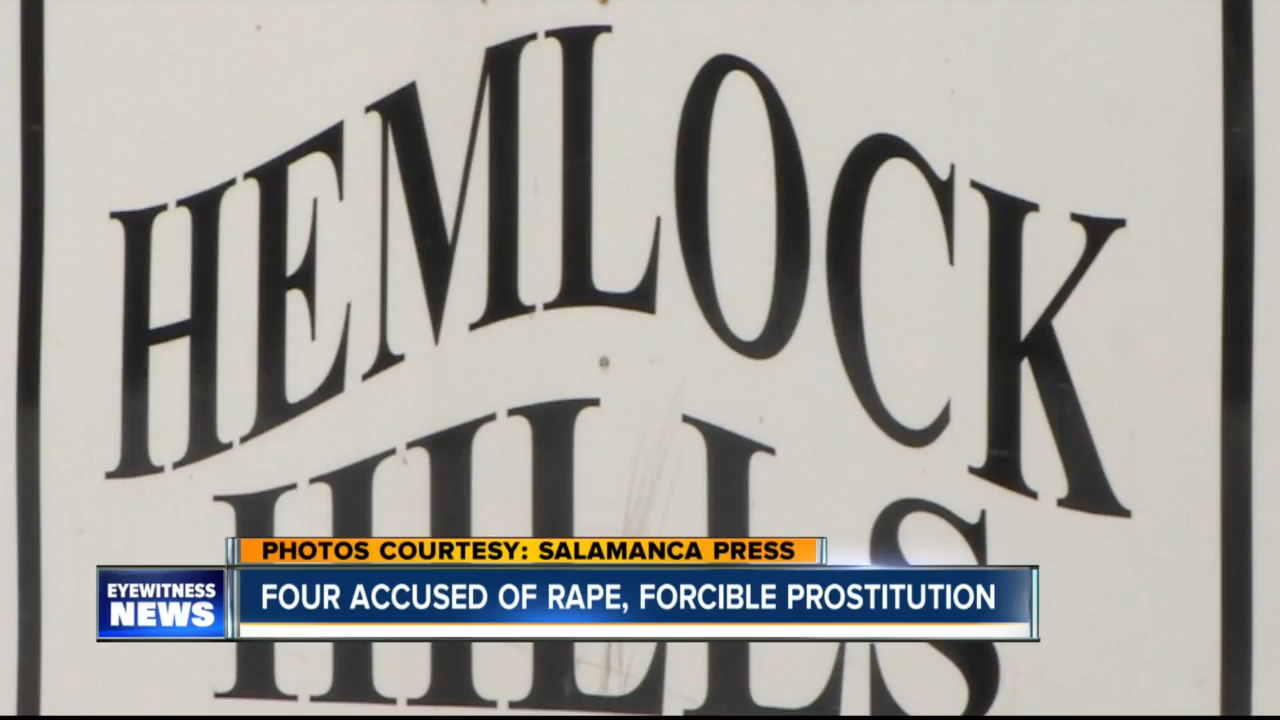 HEMLOCK
HILLS
PHOTOS COURTESY: SALAMANCA PRESS
EYEWITNESS
NEWS
FOUR ACCUSED OF RAPE, FORCIBLE PROSTITUTION